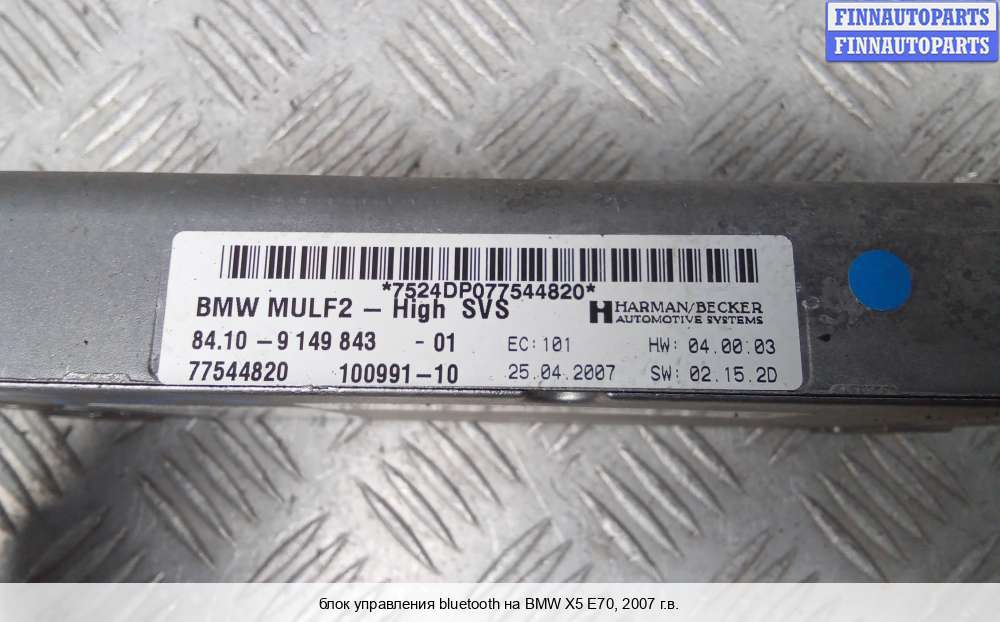 FINNAUTOPARTS
FINNAUTOPARTS
*7524DP077544820*
BMW MULF2 – High SVS
HARMAN/BECKER
AUTOMOTIVE SYSTEMS
84.10 – 9 149 843 - 01 EC: 101 HW: 04.00.03
77544820 100991–10 25.04.2007 SW: 02.15.2D
блок управления bluetooth на BMW X5 E70, 2007 г.в.